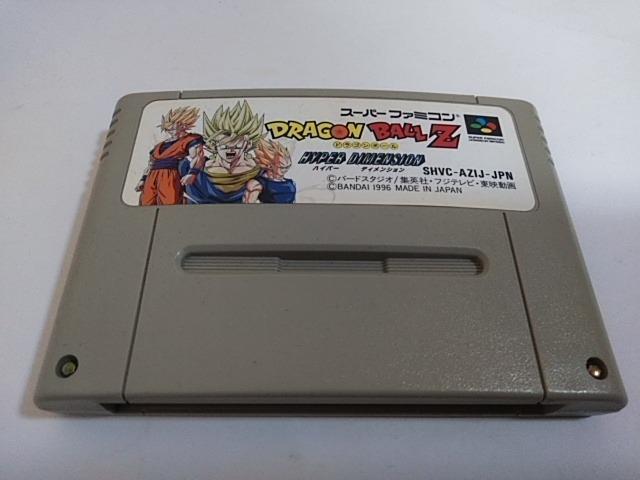 スーパーファミコン
DRAGON BALL Z
ドラゴンボール
HYPER DIMENSION
ハイパー ディメンション
SHVC-AZIJ-JPN
©バードスタジオ/集英社・フジテレビ・東映動画
©BANDAI 1996 MADE IN JAPAN
SUPER FAMICOM